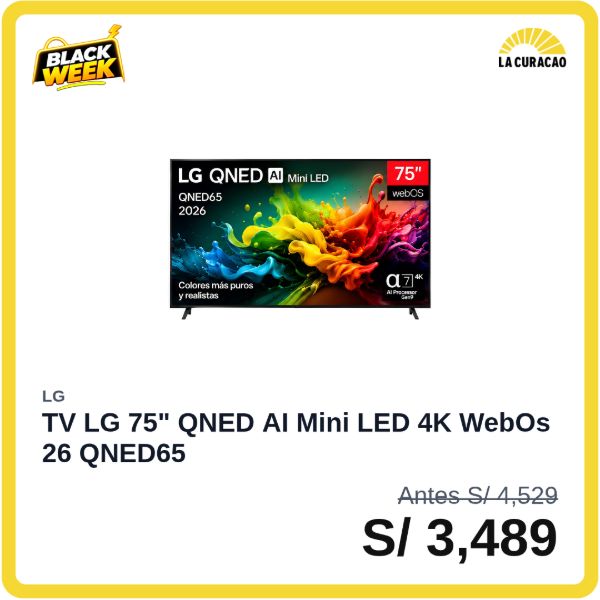 BLACK
WEEK
LA CURACAO
LG QNED AI Mini LED
75"
webOS
QNED65
2026
Colores más puros
y realistas
α7 4K
AI Processor
Gen9
LG
TV LG 75" QNED AI Mini LED 4K WebOs
26 QNED65
Antes S/ 4,529
S/ 3,489